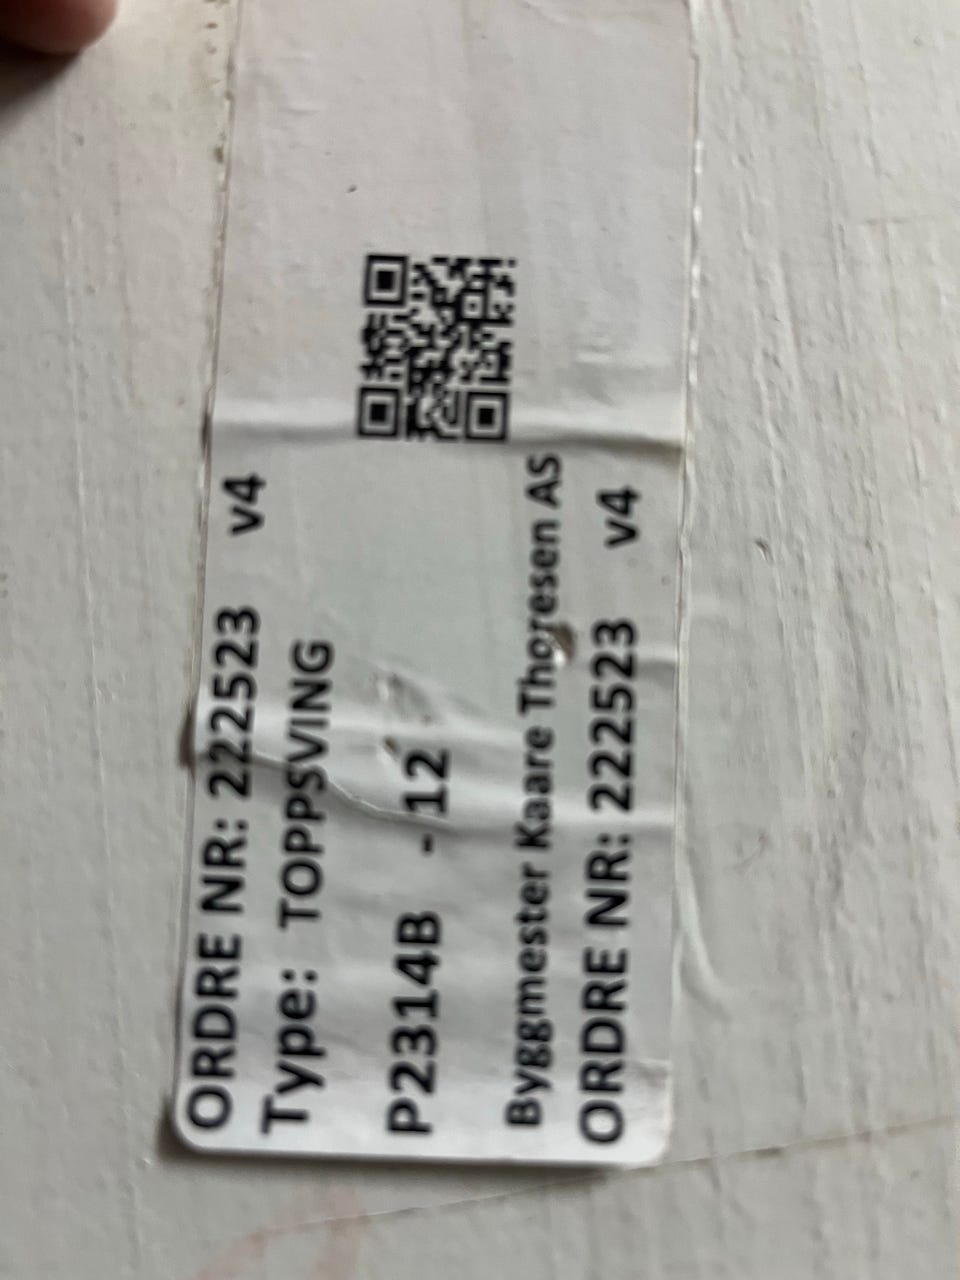 ORDRE NR: 222523 v4
Type: TOPPSVING
P2314B - 12
Byggmester Kaare Thoresen AS
ORDRE NR: 222523 v4